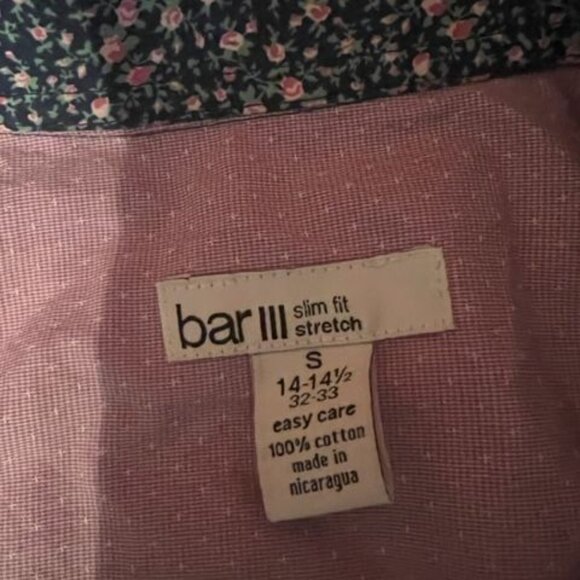 bar III slim fit
stretch
S
14-14½
32-33
easy care
100% cotton
made in
nicaragua